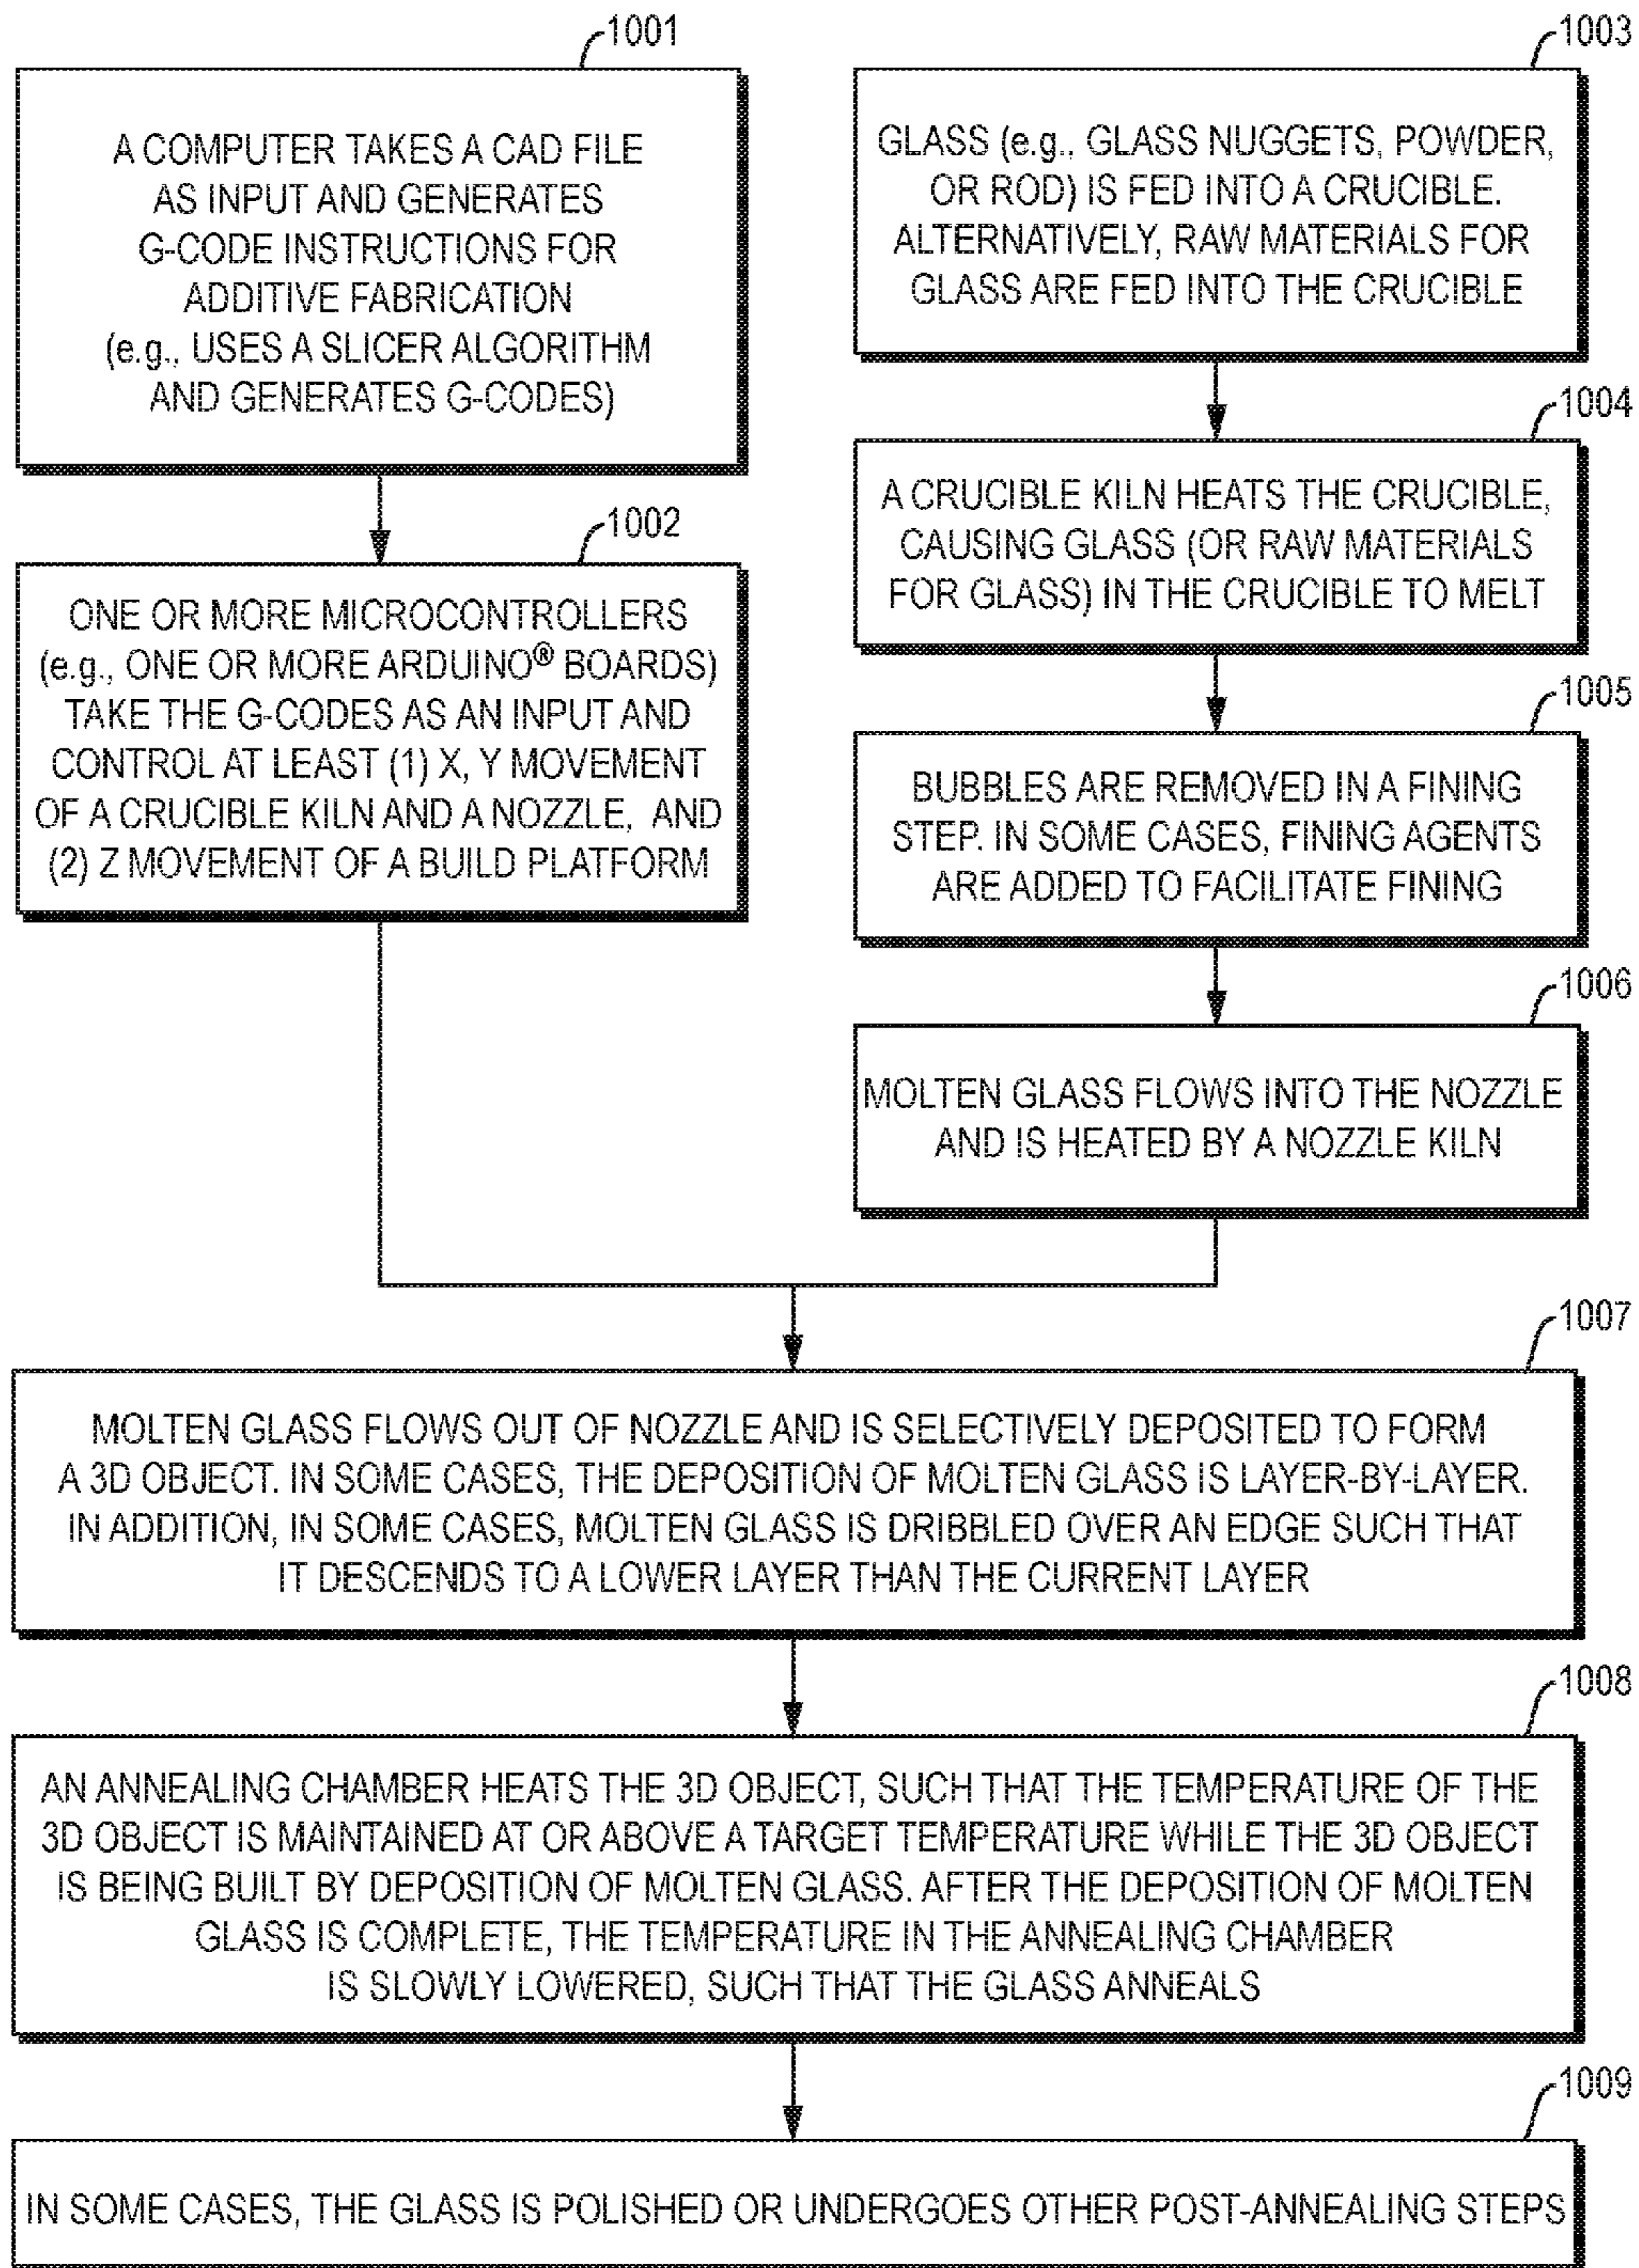 1001
A COMPUTER TAKES A CAD FILE
AS INPUT AND GENERATES
G-CODE INSTRUCTIONS FOR
ADDITIVE FABRICATION
(e.g., USES A SLICER ALGORITHM
AND GENERATES G-CODES)
1002
ONE OR MORE MICROCONTROLLERS
(e.g., ONE OR MORE ARDUINO® BOARDS)
TAKE THE G-CODES AS AN INPUT AND
CONTROL AT LEAST (1) X, Y MOVEMENT
OF A CRUCIBLE KILN AND A NOZZLE, AND
(2) Z MOVEMENT OF A BUILD PLATFORM
1003
GLASS (e.g., GLASS NUGGETS, POWDER,
OR ROD) IS FED INTO A CRUCIBLE.
ALTERNATIVELY, RAW MATERIALS FOR
GLASS ARE FED INTO THE CRUCIBLE
1004
A CRUCIBLE KILN HEATS THE CRUCIBLE,
CAUSING GLASS (OR RAW MATERIALS
FOR GLASS) IN THE CRUCIBLE TO MELT
1005
BUBBLES ARE REMOVED IN A FINING
STEP. IN SOME CASES, FINING AGENTS
ARE ADDED TO FACILITATE FINING
1006
MOLTEN GLASS FLOWS INTO THE NOZZLE
AND IS HEATED BY A NOZZLE KILN
1007
MOLTEN GLASS FLOWS OUT OF NOZZLE AND IS SELECTIVELY DEPOSITED TO FORM
A 3D OBJECT. IN SOME CASES, THE DEPOSITION OF MOLTEN GLASS IS LAYER-BY-LAYER.
IN ADDITION, IN SOME CASES, MOLTEN GLASS IS DRIBBLED OVER AN EDGE SUCH THAT
IT DESCENDS TO A LOWER LAYER THAN THE CURRENT LAYER
1008
AN ANNEALING CHAMBER HEATS THE 3D OBJECT, SUCH THAT THE TEMPERATURE OF THE
3D OBJECT IS MAINTAINED AT OR ABOVE A TARGET TEMPERATURE WHILE THE 3D OBJECT
IS BEING BUILT BY DEPOSITION OF MOLTEN GLASS. AFTER THE DEPOSITION OF MOLTEN
GLASS IS COMPLETE, THE TEMPERATURE IN THE ANNEALING CHAMBER
IS SLOWLY LOWERED, SUCH THAT THE GLASS ANNEALS
1009
IN SOME CASES, THE GLASS IS POLISHED OR UNDERGOES OTHER POST-ANNEALING STEPS